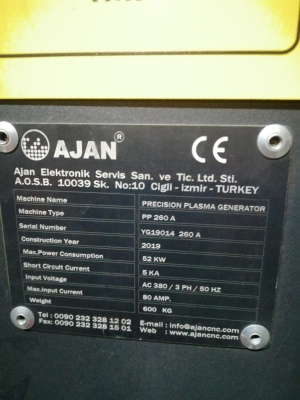 AJAN ®
CE
Ajan Elektronik Servis San. ve Tic. Ltd. Sti.
A.O.S.B. 10039 Sk. No:10 Cigli - izmir - TURKEY
Machine Name PRECISION PLASMA GENERATOR
Machine Type PP 260 A
Serial Number YG19014 260 A
Construction Year 2019
Max.Power Consumption 52 KW
Short Circuit Current 5 KA
Max.Input Voltage AC 380 / 3 PH / 50 HZ
Max.Input Current 80 AMP.
Weight 600 KG
Tel : 0090 232 328 12 02 E-mail : info@ajancnc.com
Fax: 0090 232 328 15 01 Web : www.ajancnc.com